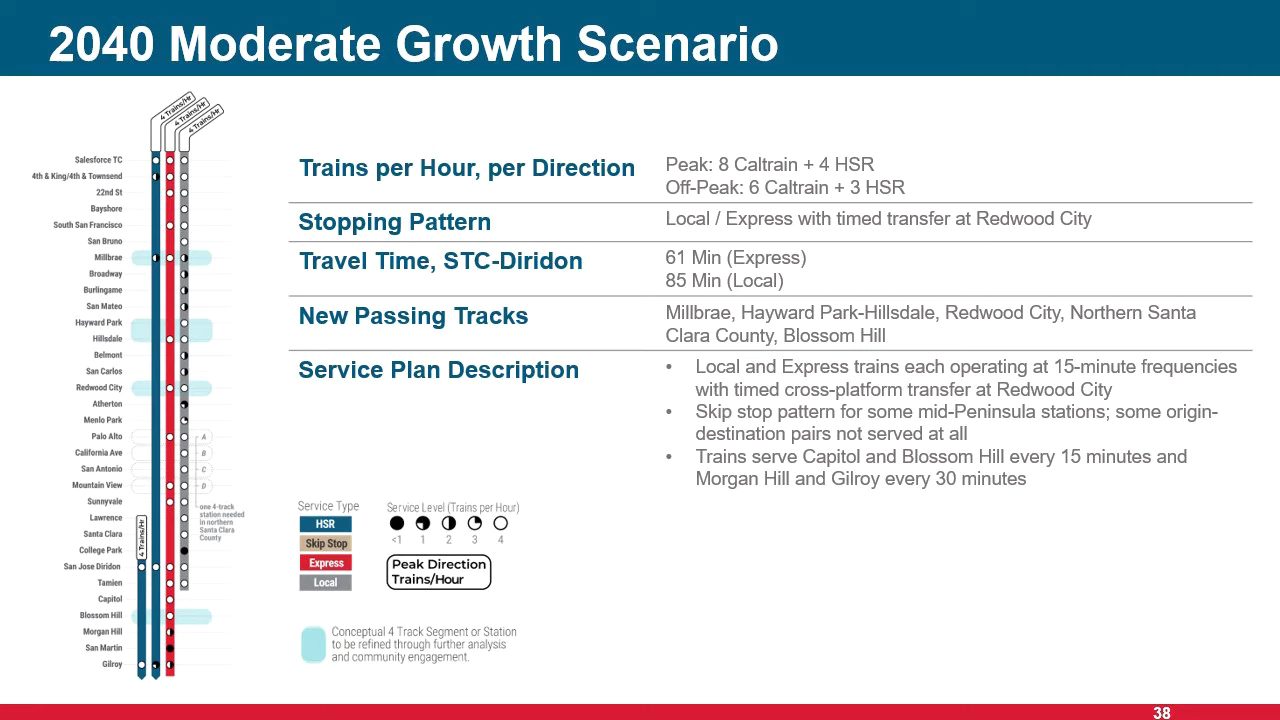 2040 Moderate Growth Scenario
4 Trains/Hr
4 Trains/Hr
4 Trains/Hr
Salesforce TC
4th & King/4th & Townsend
22nd St
Bayshore
South San Francisco
San Bruno
Millbrae
Broadway
Burlingame
San Mateo
Hayward Park
Hillsdale
Belmont
San Carlos
Redwood City
Atherton
Menlo Park
Palo Alto
A
California Ave
B
San Antonio
C
Mountain View
D
Sunnyvale
Lawrence
Santa Clara
College Park
San Jose Diridon
Tamien
Capitol
Blossom Hill
Morgan Hill
San Martin
Gilroy
4 Trains/Hr
one 4-track
station needed
in northern
Santa Clara
County
Trains per Hour, per Direction
Peak: 8 Caltrain + 4 HSR
Off-Peak: 6 Caltrain + 3 HSR
Stopping Pattern
Local / Express with timed transfer at Redwood City
Travel Time, STC-Diridon
61 Min (Express)
85 Min (Local)
New Passing Tracks
Millbrae, Hayward Park-Hillsdale, Redwood City, Northern Santa
Clara County, Blossom Hill
Service Plan Description
• Local and Express trains each operating at 15-minute frequencies
with timed cross-platform transfer at Redwood City
• Skip stop pattern for some mid-Peninsula stations; some origin-
destination pairs not served at all
• Trains serve Capitol and Blossom Hill every 15 minutes and
Morgan Hill and Gilroy every 30 minutes
Service Type
HSR
Skip Stop
Express
Local
Service Level (Trains per Hour)
<1 1 2 3 4
Peak Direction
Trains/Hour
Conceptual 4 Track Segment or Station
to be refined through further analysis
and community engagement.
38